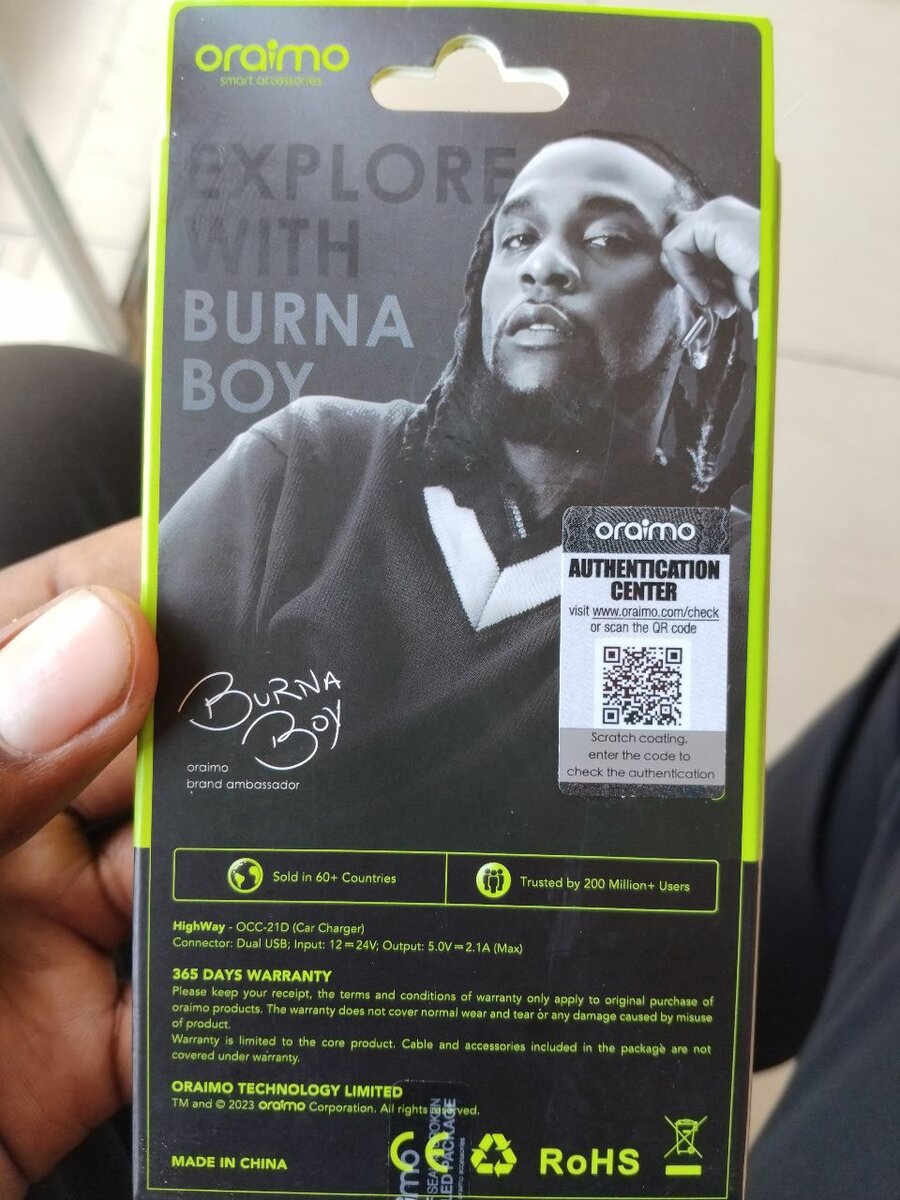 oraimo
smart accessories
EXPLORE
WITH
BURNA
BOY
oraimo
AUTHENTICATION
CENTER
visit www.oraimo.com/check
or scan the QR code
Scratch coating,
enter the code to
check the authentication
BURNA
BOY
oraimo
brand ambassador
Sold in 60+ Countries
Trusted by 200 Million+ Users
HighWay - OCC-21D (Car Charger)
Connector: Dual USB; Input: 12⎓24V; Output: 5.0V⎓2.1A (Max)
365 DAYS WARRANTY
Please keep your receipt, the terms and conditions of warranty only apply to original purchase of
oraimo products. The warranty does not cover normal wear and tear or any damage caused by misuse
of product.
Warranty is limited to the core product. Cable and accessories included in the package are not
covered under warranty.
ORAIMO TECHNOLOGY LIMITED
TM and © 2023 oraimo Corporation. All rights reserved.
MADE IN CHINA
CE
RoHS